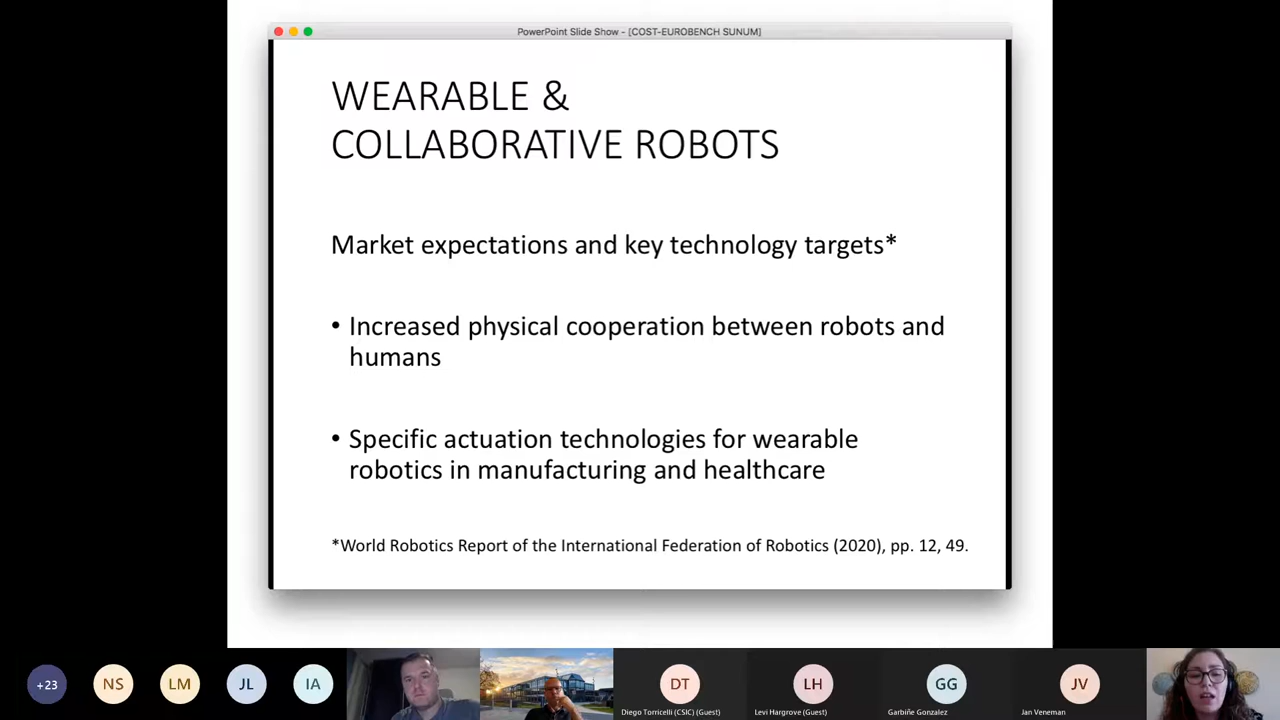 PowerPoint Slide Show - [COST-EUROBENCH SUNUM]
WEARABLE &
COLLABORATIVE ROBOTS
Market expectations and key technology targets*
• Increased physical cooperation between robots and
humans
• Specific actuation technologies for wearable
robotics in manufacturing and healthcare
*World Robotics Report of the International Federation of Robotics (2020), pp. 12, 49.
+23 NS LM JL IA DT LH GG JV
Diego Torricelli (CSIC) (Guest) Levi Hargrove (Guest) Garbiñe Gonzalez Jan Veneman